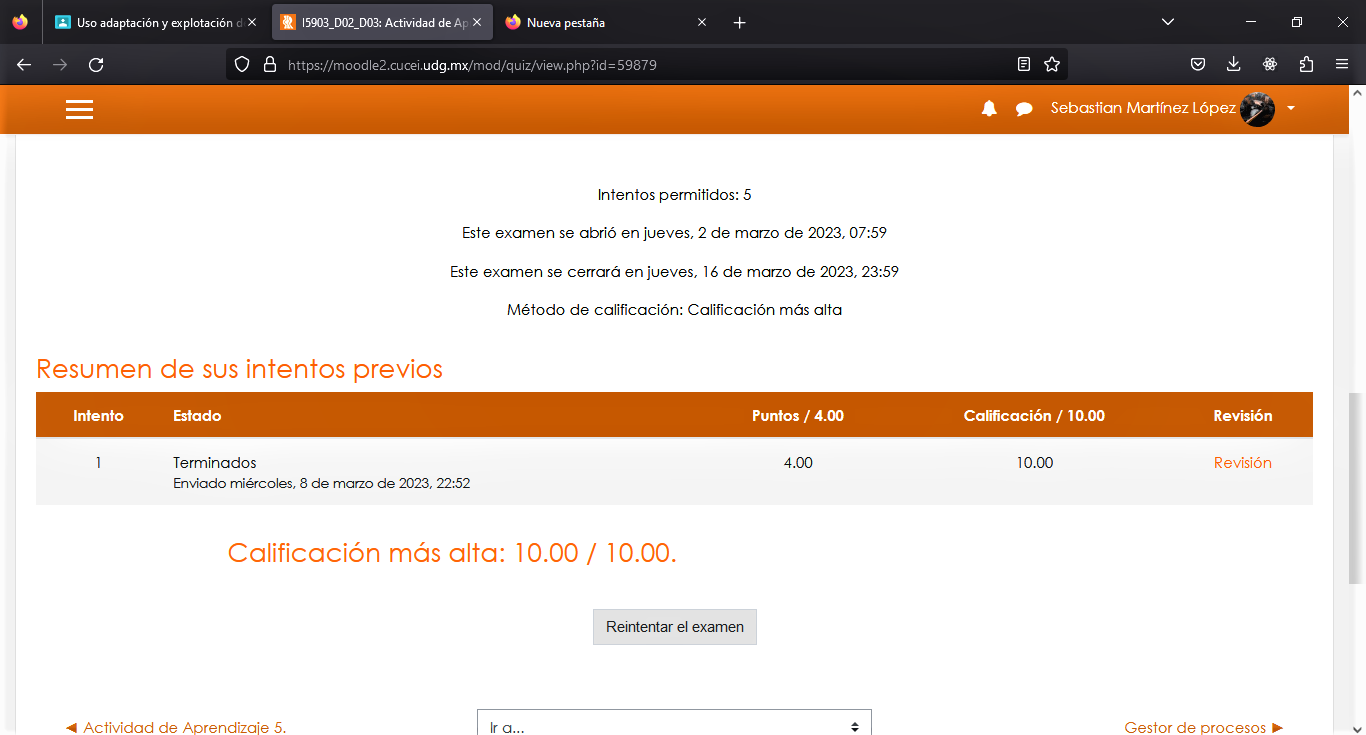 Uso adaptación y explotación d
I5903_D02_D03: Actividad de Ap
Nueva pestaña
https://moodle2.cucei.udg.mx/mod/quiz/view.php?id=59879
Sebastian Martínez López
Intentos permitidos: 5
Este examen se abrió en jueves, 2 de marzo de 2023, 07:59
Este examen se cerrará en jueves, 16 de marzo de 2023, 23:59
Método de calificación: Calificación más alta
Resumen de sus intentos previos
Intento Estado Puntos / 4.00 Calificación / 10.00 Revisión
1 Terminados 4.00 10.00 Revisión
Enviado miércoles, 8 de marzo de 2023, 22:52
Calificación más alta: 10.00 / 10.00.
Reintentar el examen
◄ Actividad de Aprendizaje 5. Ir a... Gestor de procesos ►